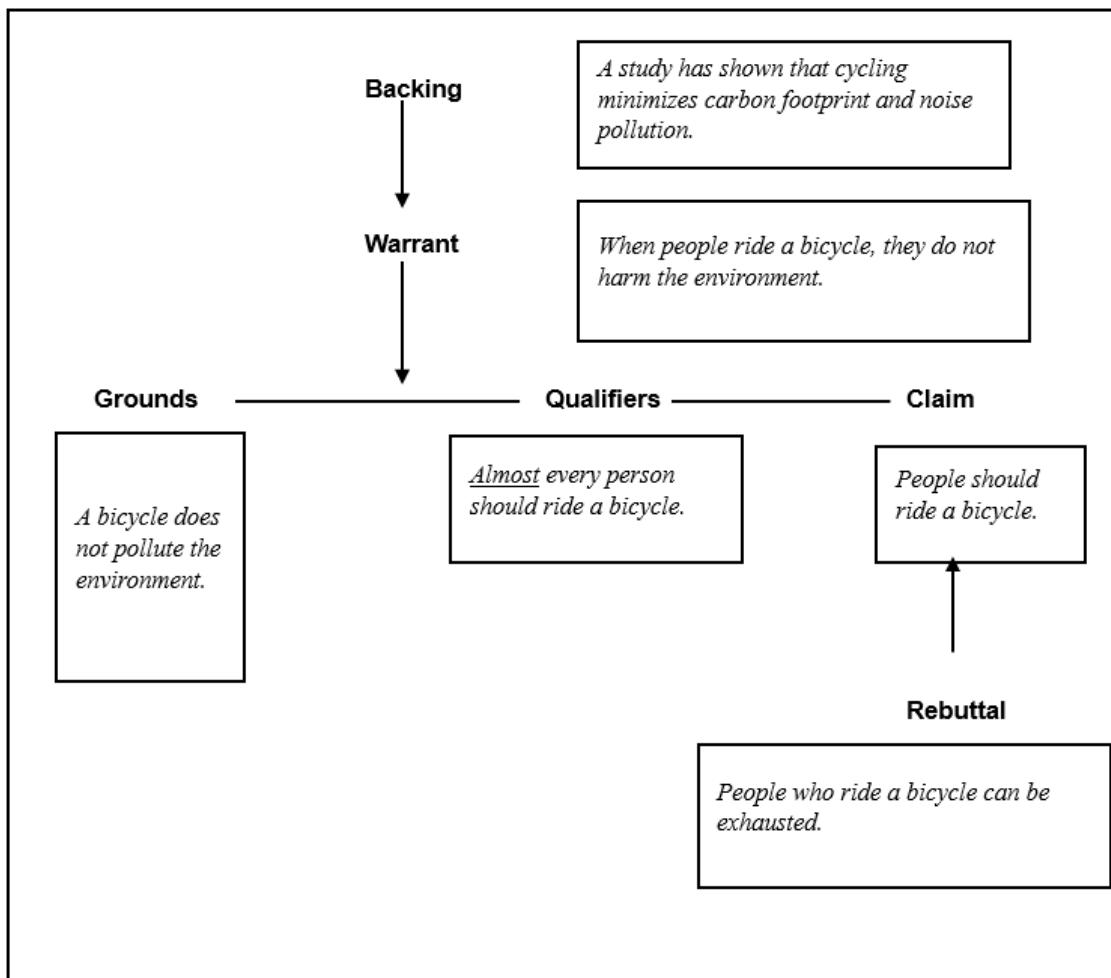 Backing
A study has shown that cycling
minimizes carbon footprint and noise
pollution.
Warrant
When people ride a bicycle, they do not
harm the environment.
Grounds
Qualifiers
Claim
A bicycle does
not pollute the
environment.
Almost every person
should ride a bicycle.
People should
ride a bicycle.
Rebuttal
People who ride a bicycle can be
exhausted.